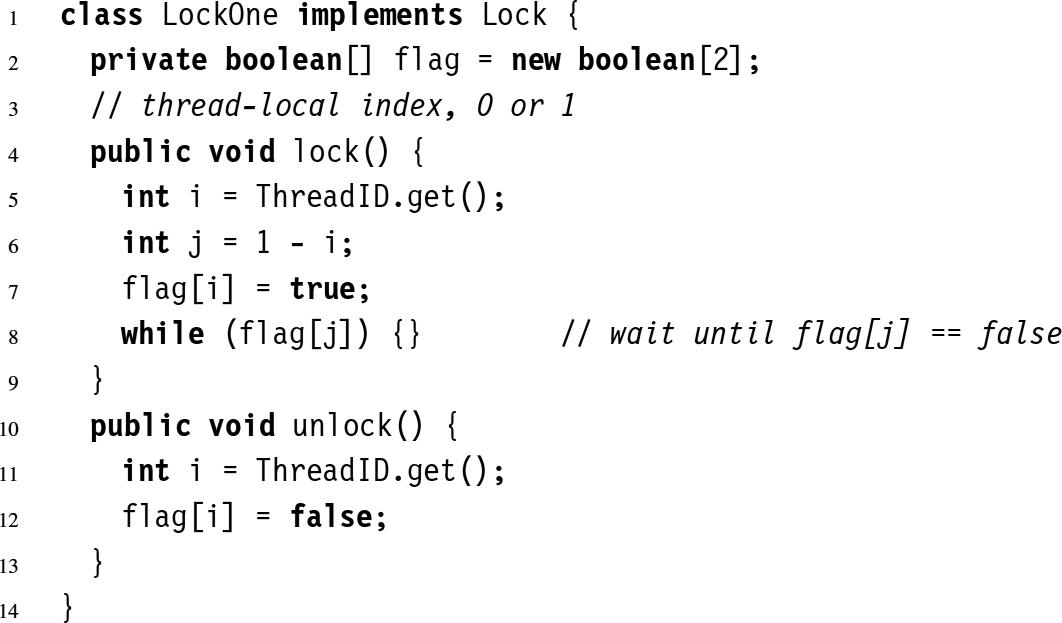 1 class LockOne implements Lock {
2 private boolean[] flag = new boolean[2];
3 // thread-local index, 0 or 1
4 public void lock() {
5 int i = ThreadID.get();
6 int j = 1 - i;
7 flag[i] = true;
8 while (flag[j]) {} // wait until flag[j] == false
9 }
10 public void unlock() {
11 int i = ThreadID.get();
12 flag[i] = false;
13 }
14 }